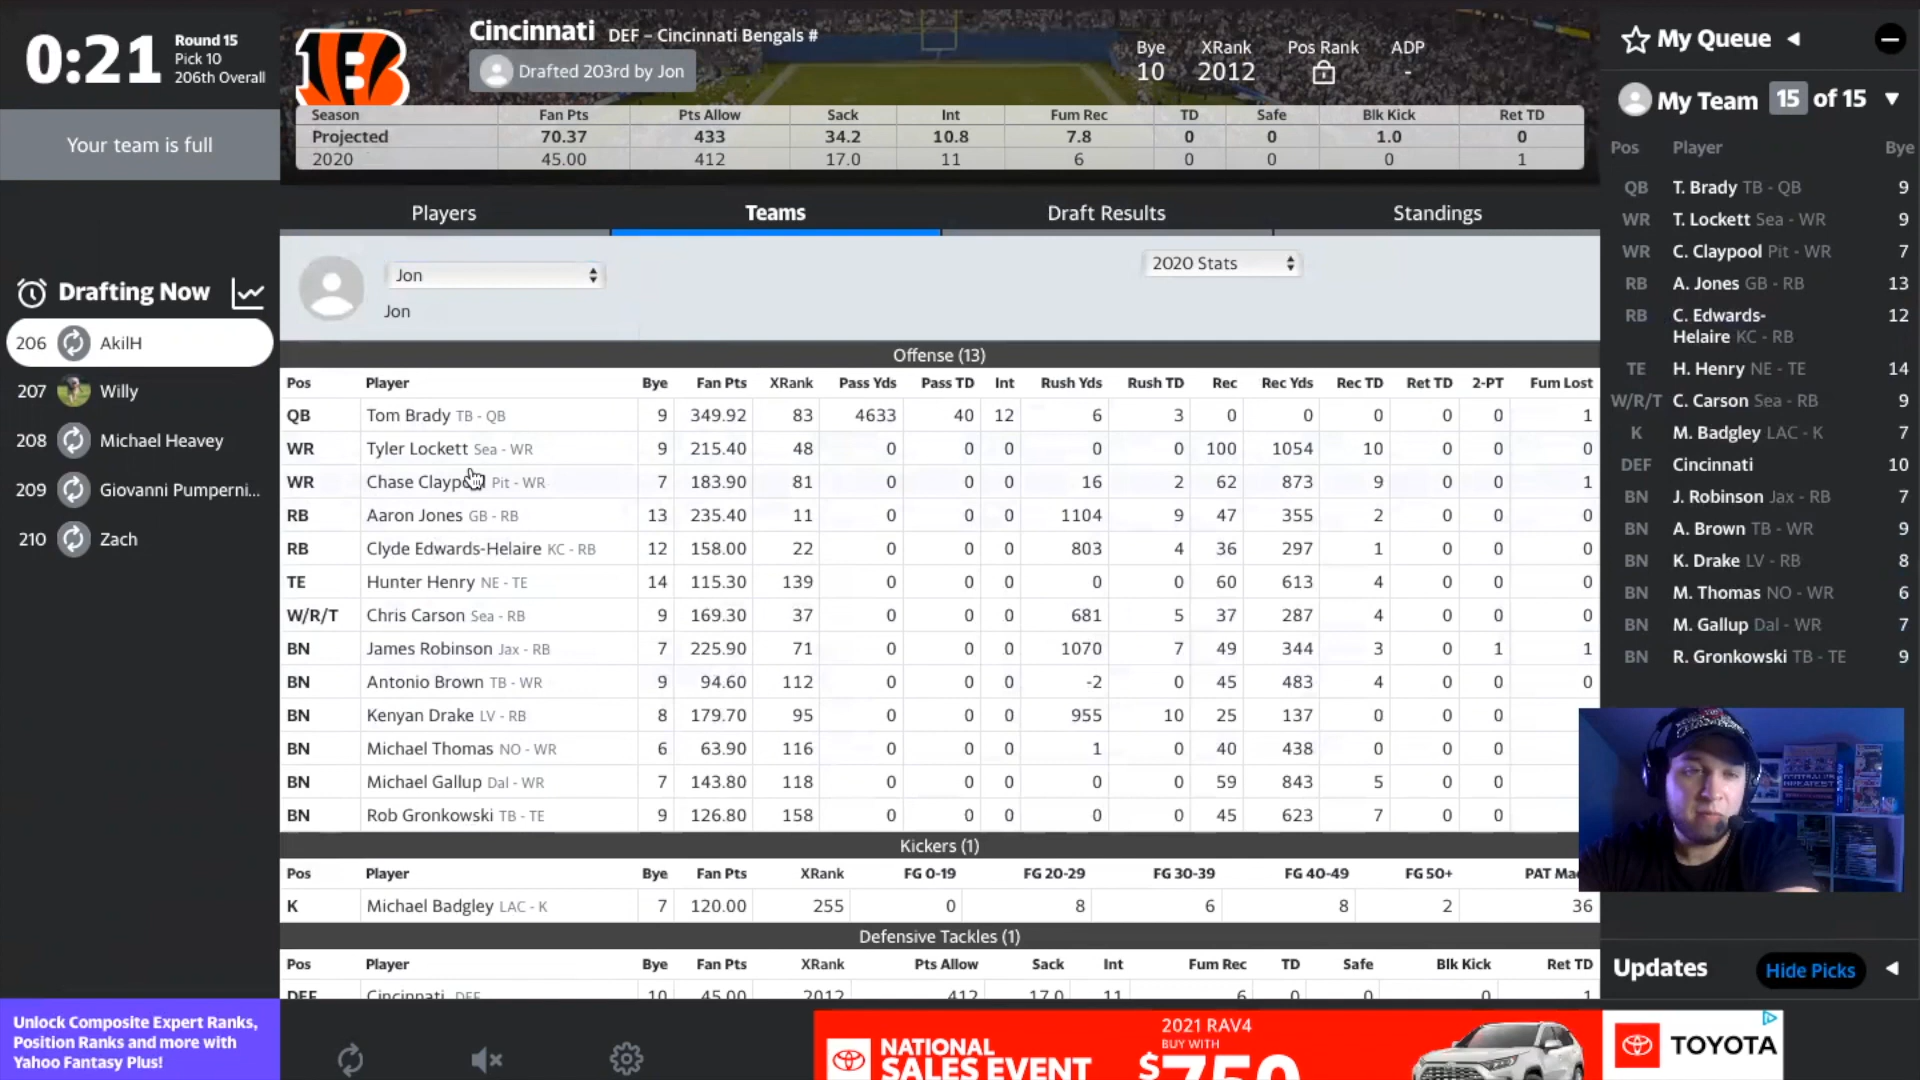 0:21
Round 15
Pick 10
206th Overall
Your team is full
Drafting Now
206 AkilH
207 Willy
208 Michael Heavey
209 Giovanni Pumperni...
210 Zach
Unlock Composite Expert Ranks,
Position Ranks and more with
Yahoo Fantasy Plus!
Cincinnati DEF – Cincinnati Bengals #
Drafted 203rd by Jon
Bye XRank Pos Rank ADP
10 2012 -
Season Fan Pts Pts Allow Sack Int Fum Rec TD Safe Blk Kick Ret TD
Projected 70.37 433 34.2 10.8 7.8 0 0 1.0 0
2020 45.00 412 17.0 11 6 0 0 0 1
Players Teams Draft Results Standings
Jon
2020 Stats
Jon
Offense (13)
Pos Player Bye Fan Pts XRank Pass Yds Pass TD Int Rush Yds Rush TD Rec Rec Yds Rec TD Ret TD 2-PT Fum Lost
QB Tom Brady TB - QB 9 349.92 83 4633 40 12 6 3 0 0 0 0 0 1
WR Tyler Lockett Sea - WR 9 215.40 48 0 0 0 0 0 100 1054 10 0 0 0
WR Chase Claypool Pit - WR 7 183.90 81 0 0 0 16 2 62 873 9 0 0 1
RB Aaron Jones GB - RB 13 235.40 11 0 0 0 1104 9 47 355 2 0 0 0
RB Clyde Edwards-Helaire KC - RB 12 158.00 22 0 0 0 803 4 36 297 1 0 0 0
TE Hunter Henry NE - TE 14 115.30 139 0 0 0 0 0 60 613 4 0 0 0
W/R/T Chris Carson Sea - RB 9 169.30 37 0 0 0 681 5 37 287 4 0 0 0
BN James Robinson Jax - RB 7 225.90 71 0 0 0 1070 7 49 344 3 0 1 1
BN Antonio Brown TB - WR 9 94.60 112 0 0 0 -2 0 45 483 4 0 0 0
BN Kenyan Drake LV - RB 8 179.70 95 0 0 0 955 10 25 137 0 0 0
BN Michael Thomas NO - WR 6 63.90 116 0 0 0 1 0 40 438 0 0 0
BN Michael Gallup Dal - WR 7 143.80 118 0 0 0 0 0 59 843 5 0 0
BN Rob Gronkowski TB - TE 9 126.80 158 0 0 0 0 0 45 623 7 0 0
Kickers (1)
Pos Player Bye Fan Pts XRank FG 0-19 FG 20-29 FG 30-39 FG 40-49 FG 50+ PAT Ma
K Michael Badgley LAC - K 7 120.00 255 0 8 6 8 2 36
Defensive Tackles (1)
Pos Player Bye Fan Pts XRank Pts Allow Sack Int Fum Rec TD Safe Blk Kick Ret TD
DEF Cincinnati DEF 10 45.00 2012 412 17.0 11 6 0 0 0 1
NATIONAL
SALES EVENT
2021 RAV4
BUY WITH
$750
TOYOTA
My Queue
My Team 15 of 15
Pos Player Bye
QB T. Brady TB - QB 9
WR T. Lockett Sea - WR 9
WR C. Claypool Pit - WR 7
RB A. Jones GB - RB 13
RB C. Edwards- 12
Helaire KC - RB
TE H. Henry NE - TE 14
W/R/T C. Carson Sea - RB 9
K M. Badgley LAC - K 7
DEF Cincinnati 10
BN J. Robinson Jax - RB 7
BN A. Brown TB - WR 9
BN K. Drake LV - RB 8
BN M. Thomas NO - WR 6
BN M. Gallup Dal - WR 7
BN R. Gronkowski TB - TE 9
Updates Hide Picks